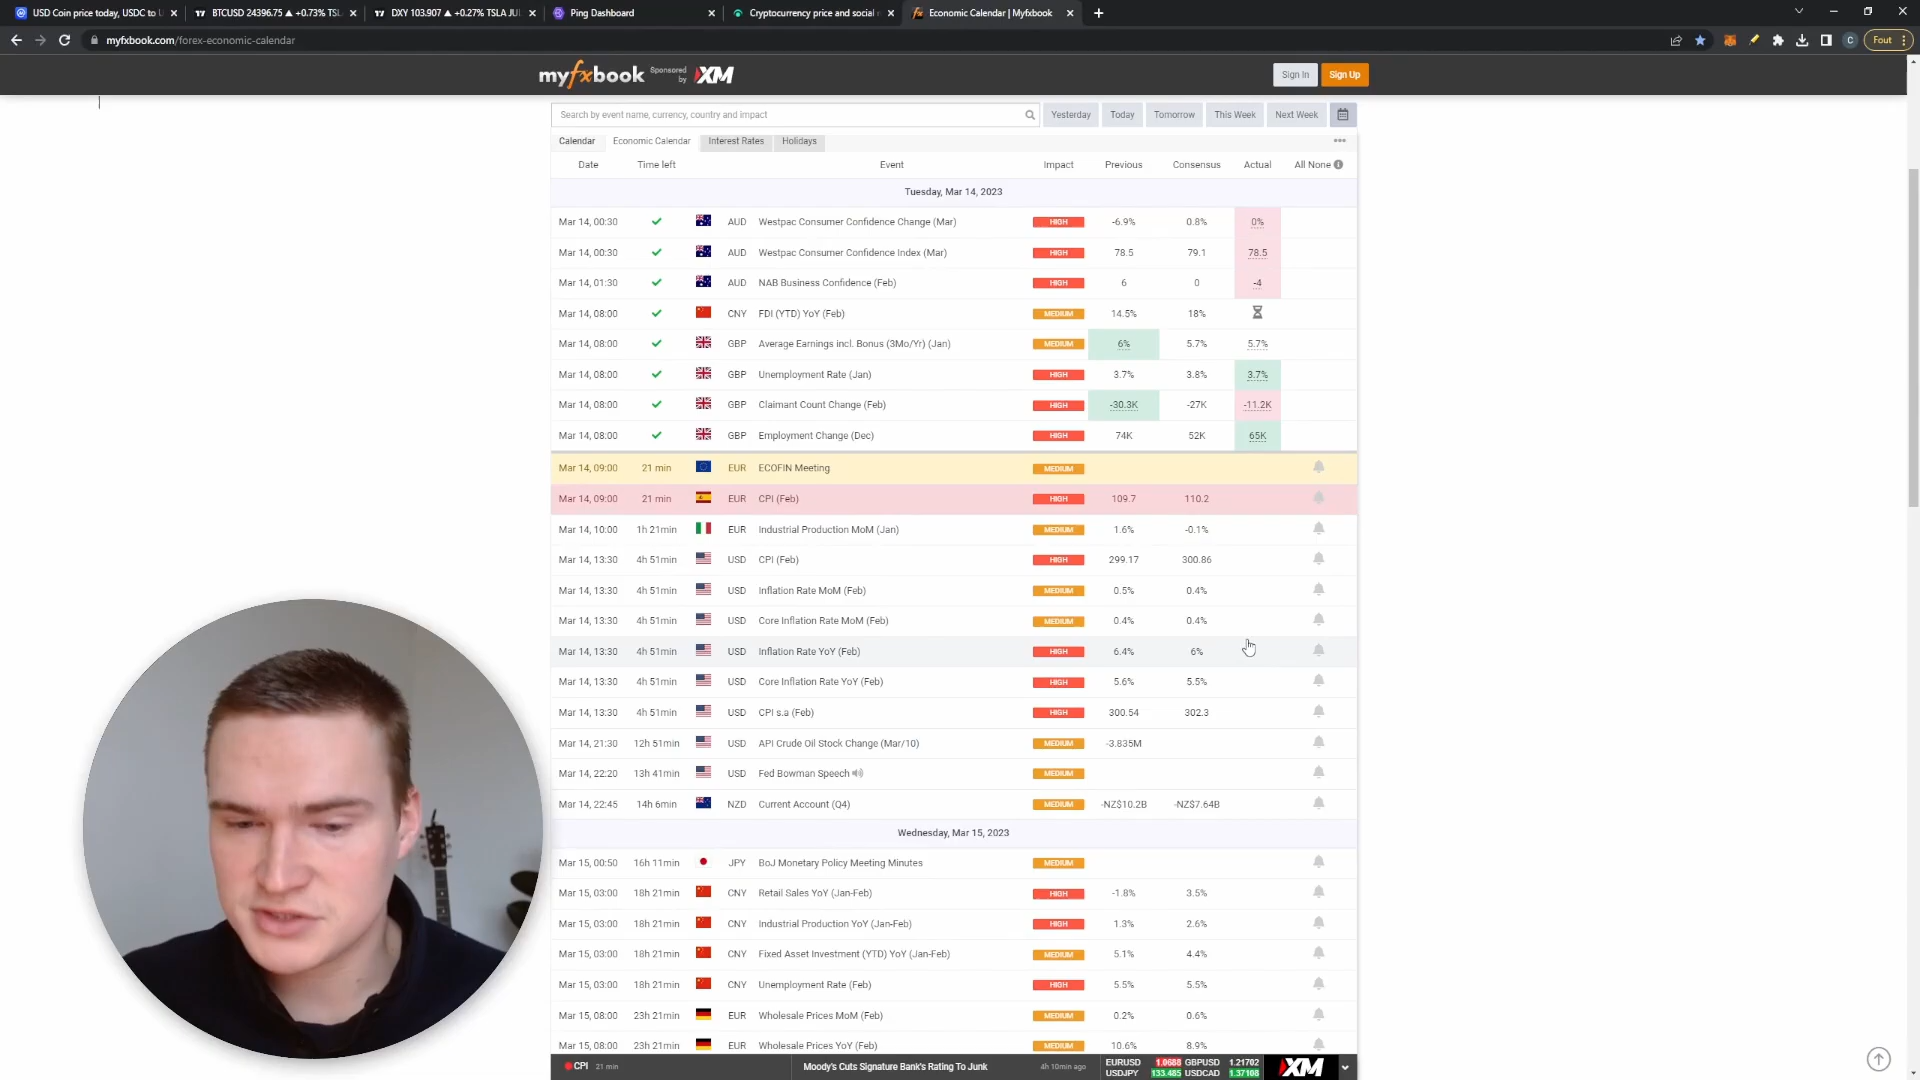 USD Coin price today, USDC to U
BTCUSD 24396.75 ▲ +0.73% TSL
DXY 103.907 ▲ +0.27% TSLA JUL
Ping Dashboard
Cryptocurrency price and social
Economic Calendar | Myfxbook
myfxbook.com/forex-economic-calendar
C
Fout
myfxbook Sponsored by XM
Sign In
Sign Up
Search by event name, currency, country and impact
Yesterday Today Tomorrow This Week Next Week
Calendar Economic Calendar Interest Rates Holidays
Date Time left Event Impact Previous Consensus Actual All None
Tuesday, Mar 14, 2023
Mar 14, 00:30 AUD Westpac Consumer Confidence Change (Mar) HIGH -6.9% 0.8% 0%
Mar 14, 00:30 AUD Westpac Consumer Confidence Index (Mar) HIGH 78.5 79.1 78.5
Mar 14, 01:30 AUD NAB Business Confidence (Feb) HIGH 6 0 -4
Mar 14, 08:00 CNY FDI (YTD) YoY (Feb) MEDIUM 14.5% 18%
Mar 14, 08:00 GBP Average Earnings incl. Bonus (3Mo/Yr) (Jan) MEDIUM 6% 5.7% 5.7%
Mar 14, 08:00 GBP Unemployment Rate (Jan) HIGH 3.7% 3.8% 3.7%
Mar 14, 08:00 GBP Claimant Count Change (Feb) HIGH -30.3K -27K -11.2K
Mar 14, 08:00 GBP Employment Change (Dec) HIGH 74K 52K 65K
Mar 14, 09:00 21 min EUR ECOFIN Meeting MEDIUM
Mar 14, 09:00 21 min EUR CPI (Feb) HIGH 109.7 110.2
Mar 14, 10:00 1h 21min EUR Industrial Production MoM (Jan) MEDIUM 1.6% -0.1%
Mar 14, 13:30 4h 51min USD CPI (Feb) HIGH 299.17 300.86
Mar 14, 13:30 4h 51min USD Inflation Rate MoM (Feb) MEDIUM 0.5% 0.4%
Mar 14, 13:30 4h 51min USD Core Inflation Rate MoM (Feb) MEDIUM 0.4% 0.4%
Mar 14, 13:30 4h 51min USD Inflation Rate YoY (Feb) HIGH 6.4% 6%
Mar 14, 13:30 4h 51min USD Core Inflation Rate YoY (Feb) HIGH 5.6% 5.5%
Mar 14, 13:30 4h 51min USD CPI s.a (Feb) HIGH 300.54 302.3
Mar 14, 21:30 12h 51min USD API Crude Oil Stock Change (Mar/10) MEDIUM -3.835M
Mar 14, 22:20 13h 41min USD Fed Bowman Speech MEDIUM
Mar 14, 22:45 14h 6min NZD Current Account (Q4) MEDIUM -NZ$10.2B -NZ$7.64B
Wednesday, Mar 15, 2023
Mar 15, 00:50 16h 11min JPY BoJ Monetary Policy Meeting Minutes MEDIUM
Mar 15, 03:00 18h 21min CNY Retail Sales YoY (Jan-Feb) HIGH -1.8% 3.5%
Mar 15, 03:00 18h 21min CNY Industrial Production YoY (Jan-Feb) HIGH 1.3% 2.6%
Mar 15, 03:00 18h 21min CNY Fixed Asset Investment (YTD) YoY (Jan-Feb) MEDIUM 5.1% 4.4%
Mar 15, 03:00 18h 21min CNY Unemployment Rate (Feb) HIGH 5.5% 5.5%
Mar 15, 08:00 23h 21min EUR Wholesale Prices MoM (Feb) MEDIUM 0.2% 0.6%
Mar 15, 08:00 23h 21min EUR Wholesale Prices YoY (Feb) MEDIUM 10.6% 8.9%
CPI 21 min Moody's Cuts Signature Bank's Rating To Junk 4h 10min ago
EURUSD 1.0688 GBPUSD 1.21702
USDJPY 133.485 USDCAD 1.37108
XM